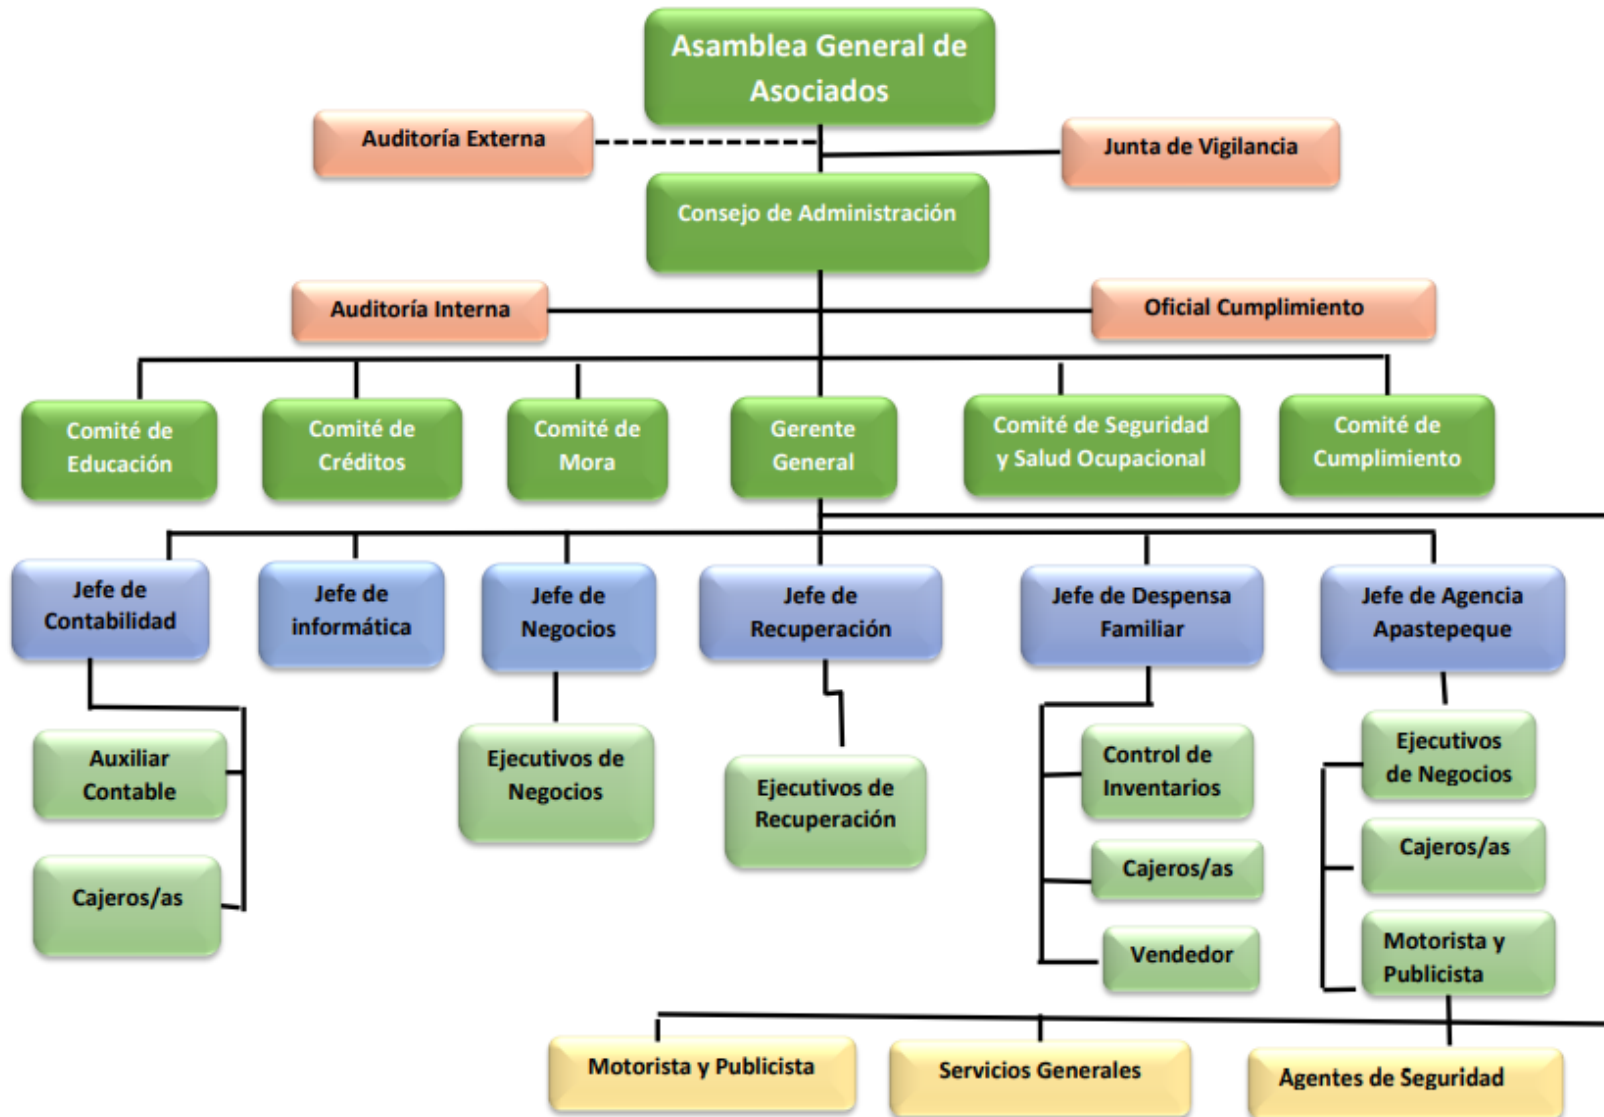 Asamblea General de
Asociados
Auditoría Externa
Junta de Vigilancia
Consejo de Administración
Auditoría Interna
Oficial Cumplimiento
Comité de
Educación
Comité de
Créditos
Comité de
Mora
Gerente
General
Comité de Seguridad
y Salud Ocupacional
Comité de
Cumplimiento
Jefe de
Contabilidad
Jefe de
informática
Jefe de
Negocios
Jefe de
Recuperación
Jefe de Despensa
Familiar
Jefe de Agencia
Apastepeque
Auxiliar
Contable
Cajeros/as
Ejecutivos de
Negocios
Ejecutivos de
Recuperación
Control de
Inventarios
Cajeros/as
Vendedor
Ejecutivos
de Negocios
Cajeros/as
Motorista y
Publicista
Motorista y Publicista
Servicios Generales
Agentes de Seguridad